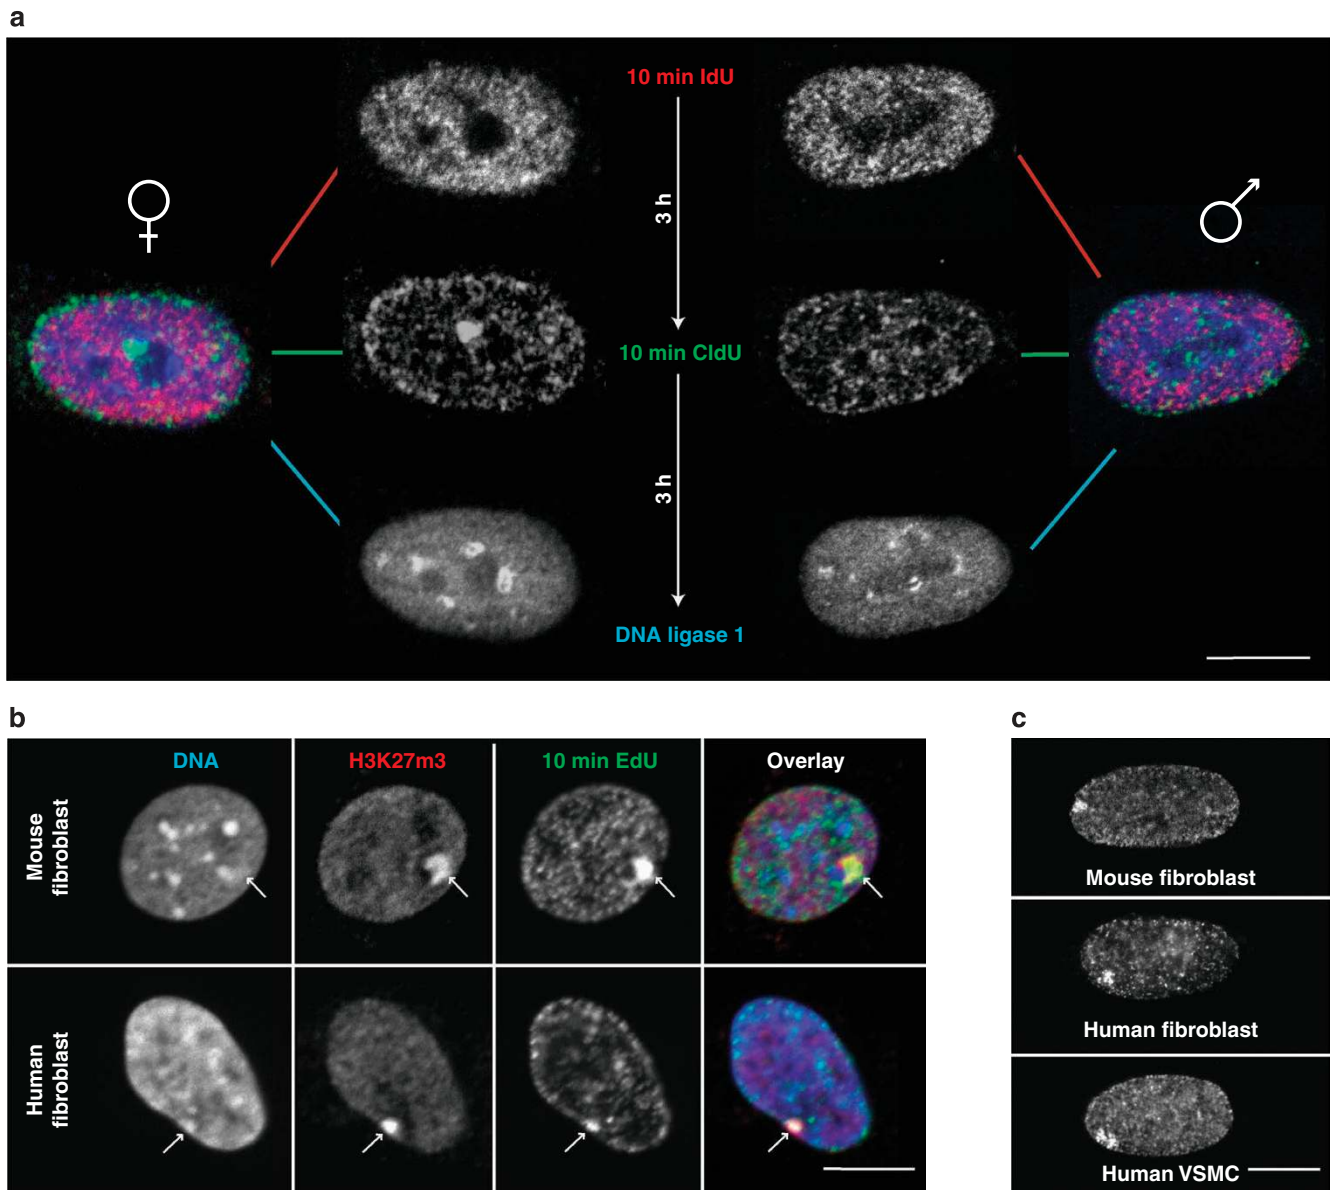 a
10 min IdU
3 h
♀
♂
10 min CldU
3 h
DNA ligase 1
b
DNA
H3K27m3
10 min EdU
Overlay
Mouse
fibroblast
Human
fibroblast
c
Mouse fibroblast
Human fibroblast
Human VSMC